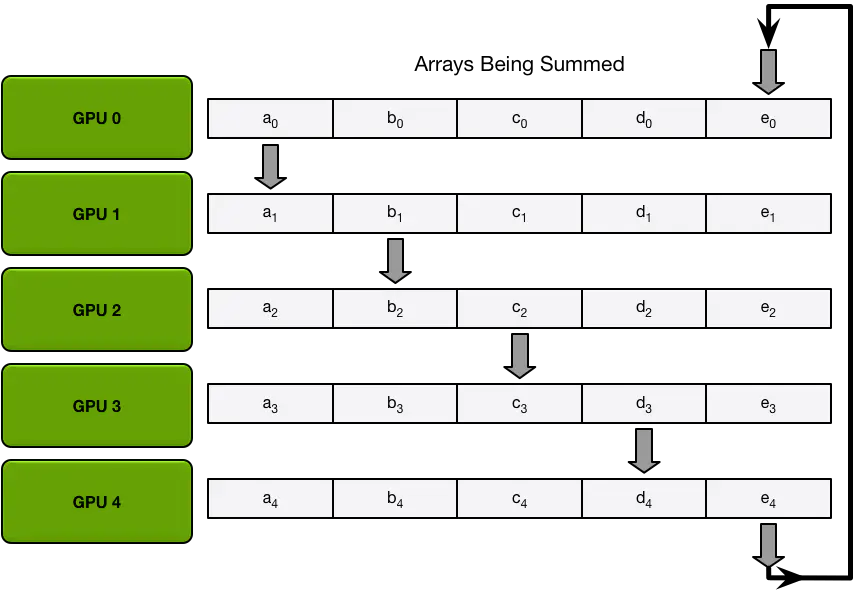 Arrays Being Summed
GPU 0
a₀ b₀ c₀ d₀ e₀
GPU 1
a₁ b₁ c₁ d₁ e₁
GPU 2
a₂ b₂ c₂ d₂ e₂
GPU 3
a₃ b₃ c₃ d₃ e₃
GPU 4
a₄ b₄ c₄ d₄ e₄